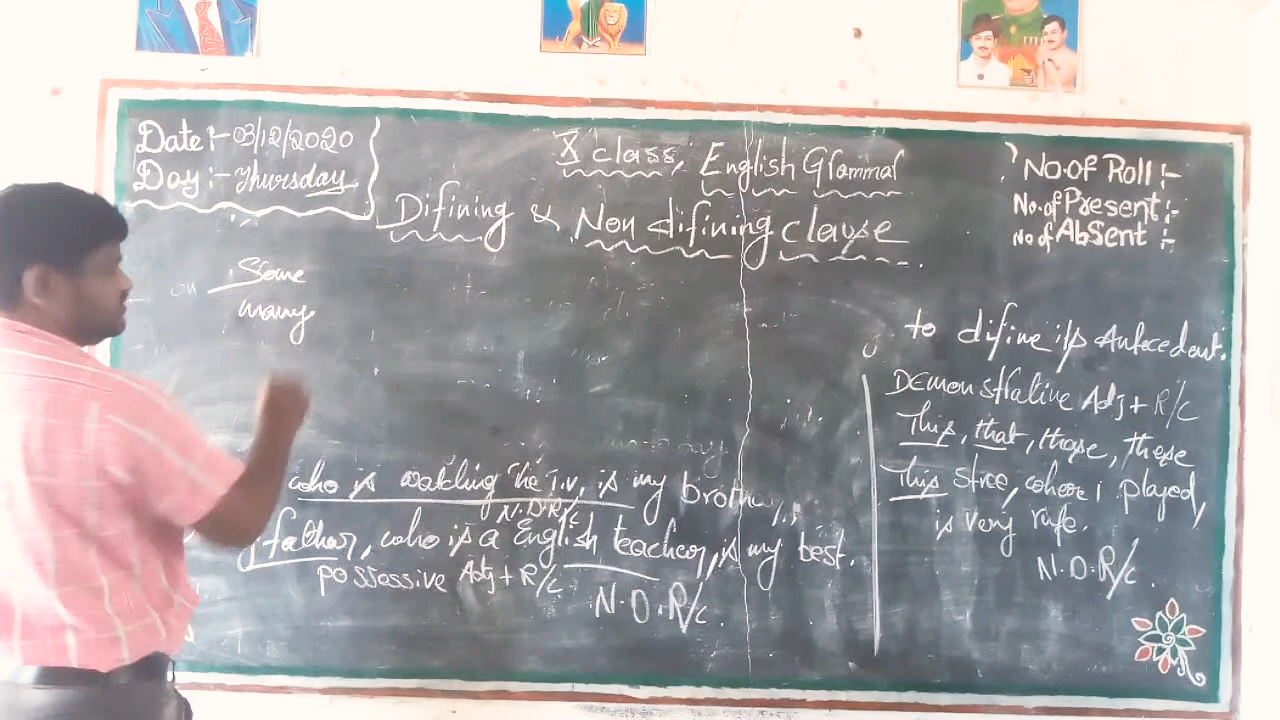 Date :- 03/12/2020
Day :- Thursday
X class, English Grammar
Difining & Non difining clause
No. of Roll :-
No. of Present :-
No of Absent :-
on Some
many
to difine its Antecedent.
Demonstrative Adj + R/C
This, that, those, these
This stree, where i played,
is very rufe.
N.D.R/C.
who is watching the T.V, is my brother
N.D.R/C
father, who is a English teacher, is my best.
possessive Adj + R/C
N.D.R/C.